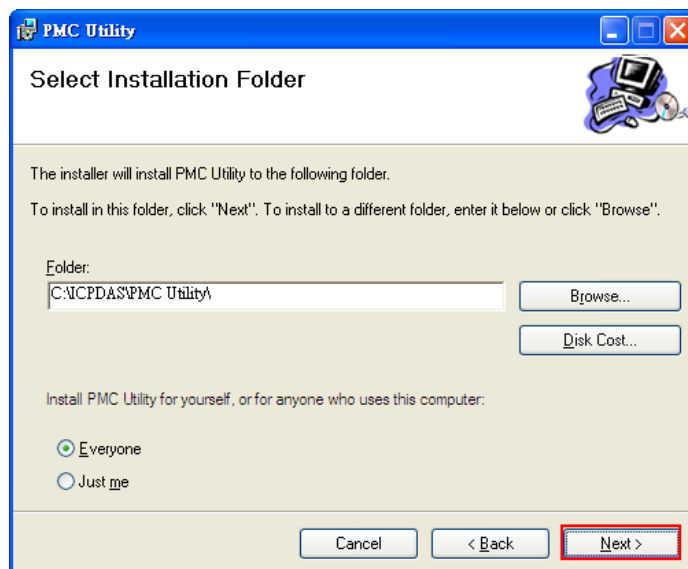 PMC Utility
Select Installation Folder
The installer will install PMC Utility to the following folder.
To install in this folder, click "Next". To install to a different folder, enter it below or click "Browse".
Folder:
C:\ICPDAS\PMC Utility\
Browse...
Disk Cost...
Install PMC Utility for yourself, or for anyone who uses this computer:
Everyone
Just me
Cancel
< Back
Next >